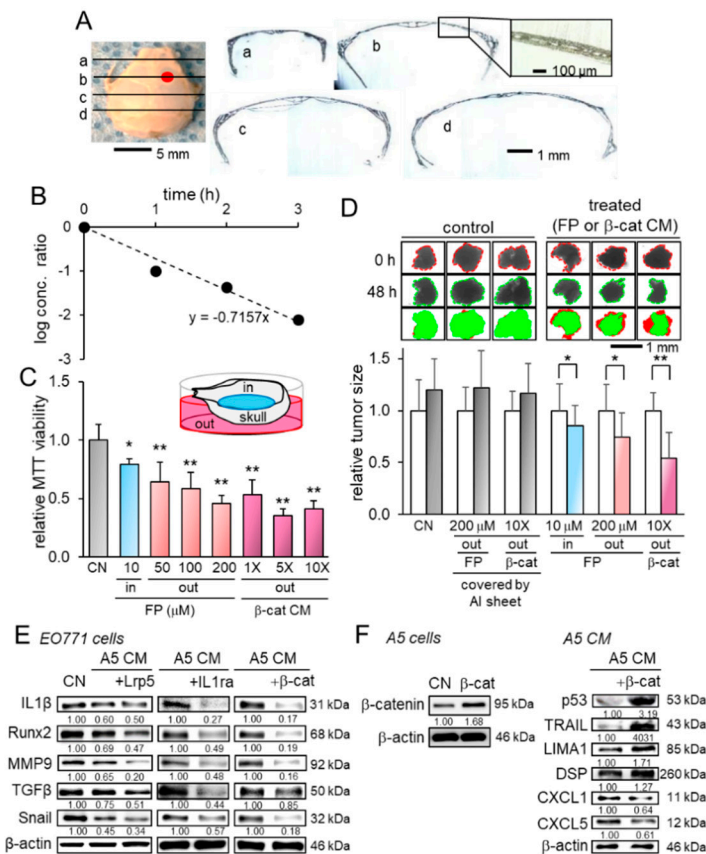 A
a
b
c
d
5 mm
a
b
100 μm
c
d
1 mm
B
time (h)
0 1 2 3
0
-1
-2
-3
log conc. ratio
y = -0.7157x
C
1.5
1.0
0.5
0.0
relative MTT viability
in
skull
out
* ** ** ** ** ** **
CN 10 50 100 200 1X 5X 10X
in out out
FP (μM) β-cat CM
D
control
treated
(FP or β-cat CM)
0 h
48 h
1 mm
relative tumor size
1.5
1.0
0.5
0
* * **
CN 200 μM 10X 10 μM 200 μM 10X
out out in out out
FP β-cat FP β-cat
covered by
Al sheet
E EO771 cells
A5 CM A5 CM A5 CM
CN +Lrp5 +IL1ra +β-cat
IL1β 31 kDa
1.00 0.60 0.50 1.00 0.27 1.00 0.17
Runx2 68 kDa
1.00 0.69 0.47 1.00 0.49 1.00 0.19
MMP9 92 kDa
1.00 0.65 0.20 1.00 0.48 1.00 0.16
TGFβ 50 kDa
1.00 0.75 0.51 1.00 0.44 1.00 0.85
Snail 32 kDa
1.00 0.45 0.34 1.00 0.57 1.00 0.18
β-actin 46 kDa
F A5 cells
CN β-cat
β-catenin 95 kDa
1.00 1.68
β-actin 46 kDa
A5 CM
A5 CM
+β-cat
p53 53 kDa
1.00 3.19
TRAIL 43 kDa
1.00 4031
LIMA1 85 kDa
1.00 1.71
DSP 260 kDa
1.00 1.27
CXCL1 11 kDa
1.00 0.64
CXCL5 12 kDa
1.00 0.61
β-actin 46 kDa